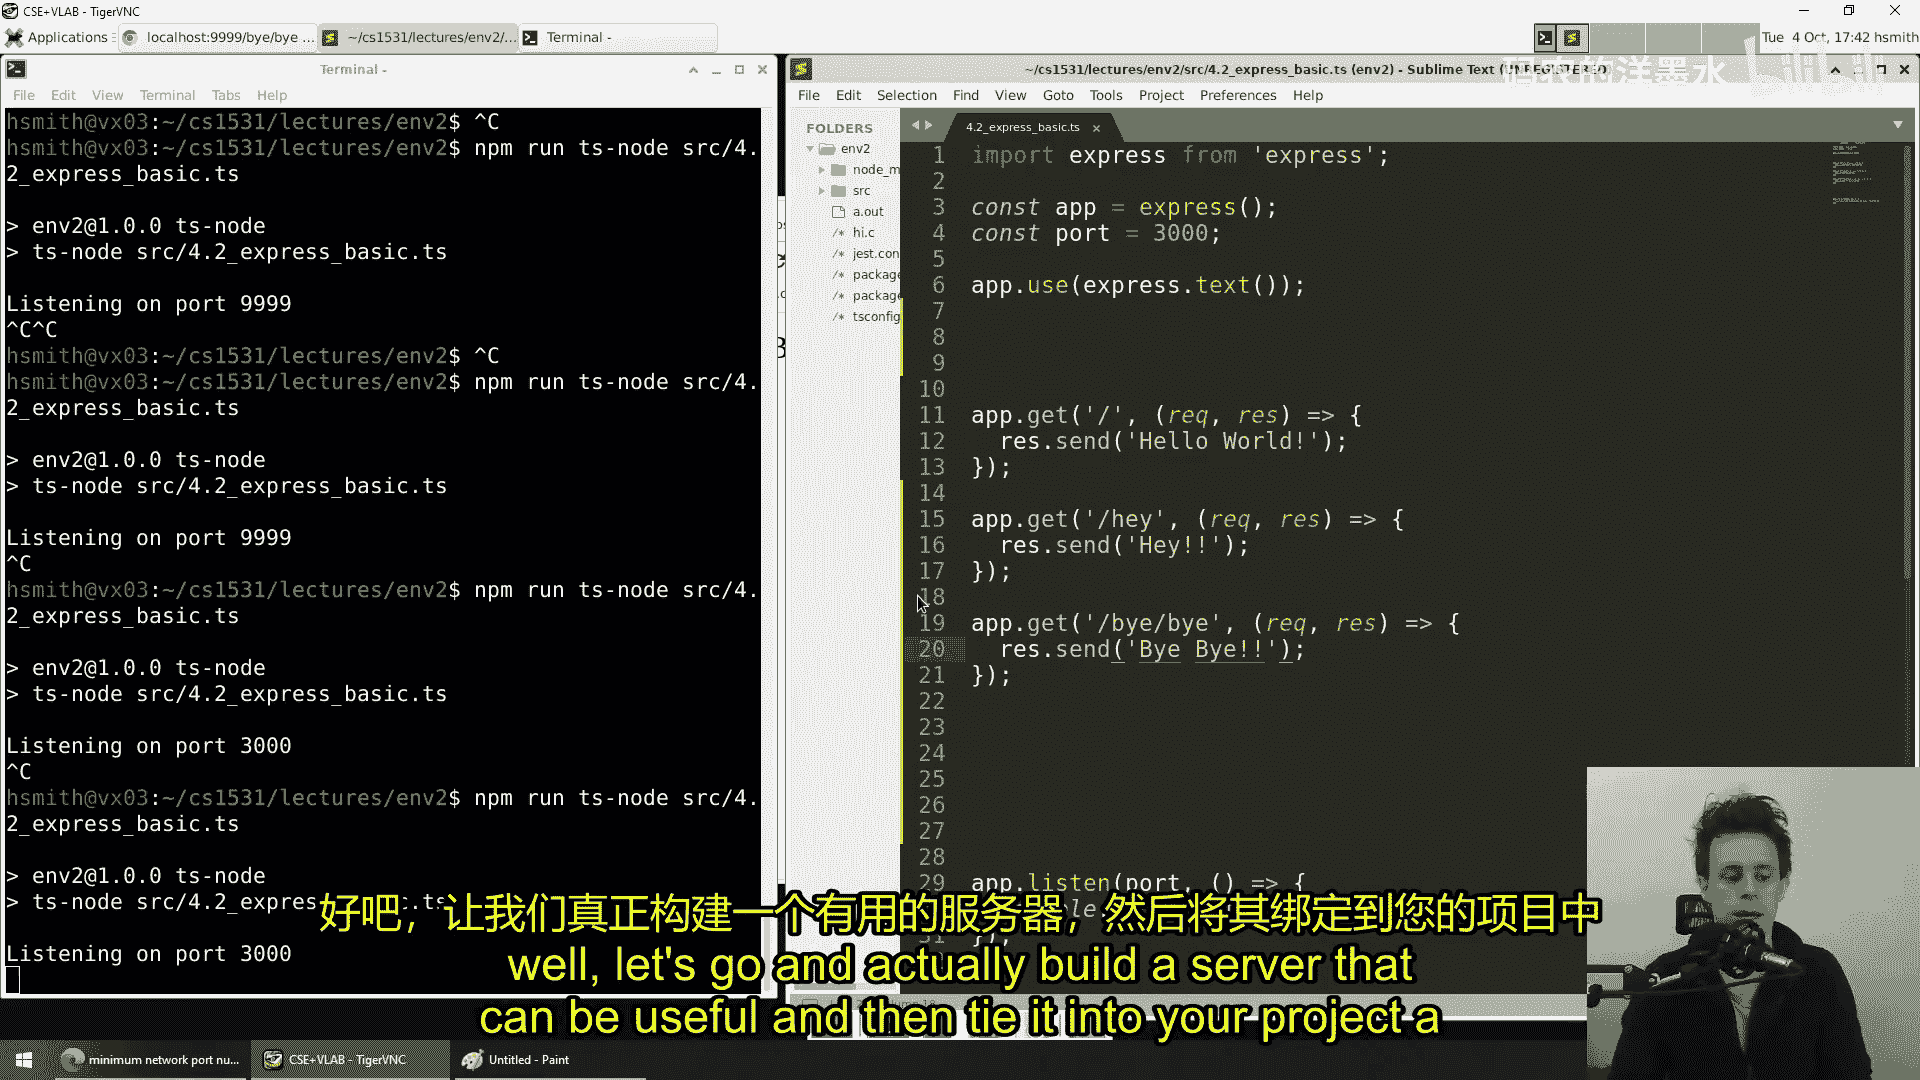 CSE+VLAB - TigerVNC
Applications
localhost:9999/bye/bye ...
~/cs1531/lectures/env2/...
Terminal -
Tue 4 Oct, 17:42 hsmith
Terminal -
File Edit View Terminal Tabs Help
hsmith@vx03:~/cs1531/lectures/env2$ ^C
hsmith@vx03:~/cs1531/lectures/env2$ npm run ts-node src/4.
2_express_basic.ts
> env2@1.0.0 ts-node
> ts-node src/4.2_express_basic.ts
Listening on port 9999
^C^C
hsmith@vx03:~/cs1531/lectures/env2$ ^C
hsmith@vx03:~/cs1531/lectures/env2$ npm run ts-node src/4.
2_express_basic.ts
> env2@1.0.0 ts-node
> ts-node src/4.2_express_basic.ts
Listening on port 9999
^C
hsmith@vx03:~/cs1531/lectures/env2$ npm run ts-node src/4.
2_express_basic.ts
> env2@1.0.0 ts-node
> ts-node src/4.2_express_basic.ts
Listening on port 3000
^C
hsmith@vx03:~/cs1531/lectures/env2$ npm run ts-node src/4.
2_express_basic.ts
> env2@1.0.0 ts-node
> ts-node src/4.2_express_basic.ts
Listening on port 3000
~/cs1531/lectures/env2/src/4.2_express_basic.ts (env2) - Sublime Text (UNREGISTERED)
码农的洋墨水
bilibili
File Edit Selection Find View Goto Tools Project Preferences Help
FOLDERS
env2
node_m
src
a.out
/* hi.c
/* jest.con
/* package
/* package
/* tsconfig
4.2_express_basic.ts
1 import express from 'express';
2
3 const app = express();
4 const port = 3000;
5
6 app.use(express.text());
7
8
9
10
11 app.get('/', (req, res) => {
12 res.send('Hello World!');
13 });
14
15 app.get('/hey', (req, res) => {
16 res.send('Hey!!');
17 });
18
19 app.get('/bye/bye', (req, res) => {
20 res.send('Bye Bye!!');
21 });
22
23
24
25
26
27
28
29 app.listen(port, () => {
好吧，让我们真正构建一个有用的服务器，然后将其绑定到您的项目中
well, let's go and actually build a server that
can be useful and then tie it into your project a
minimum network port nu...
CSE+VLAB - TigerVNC
Untitled - Paint